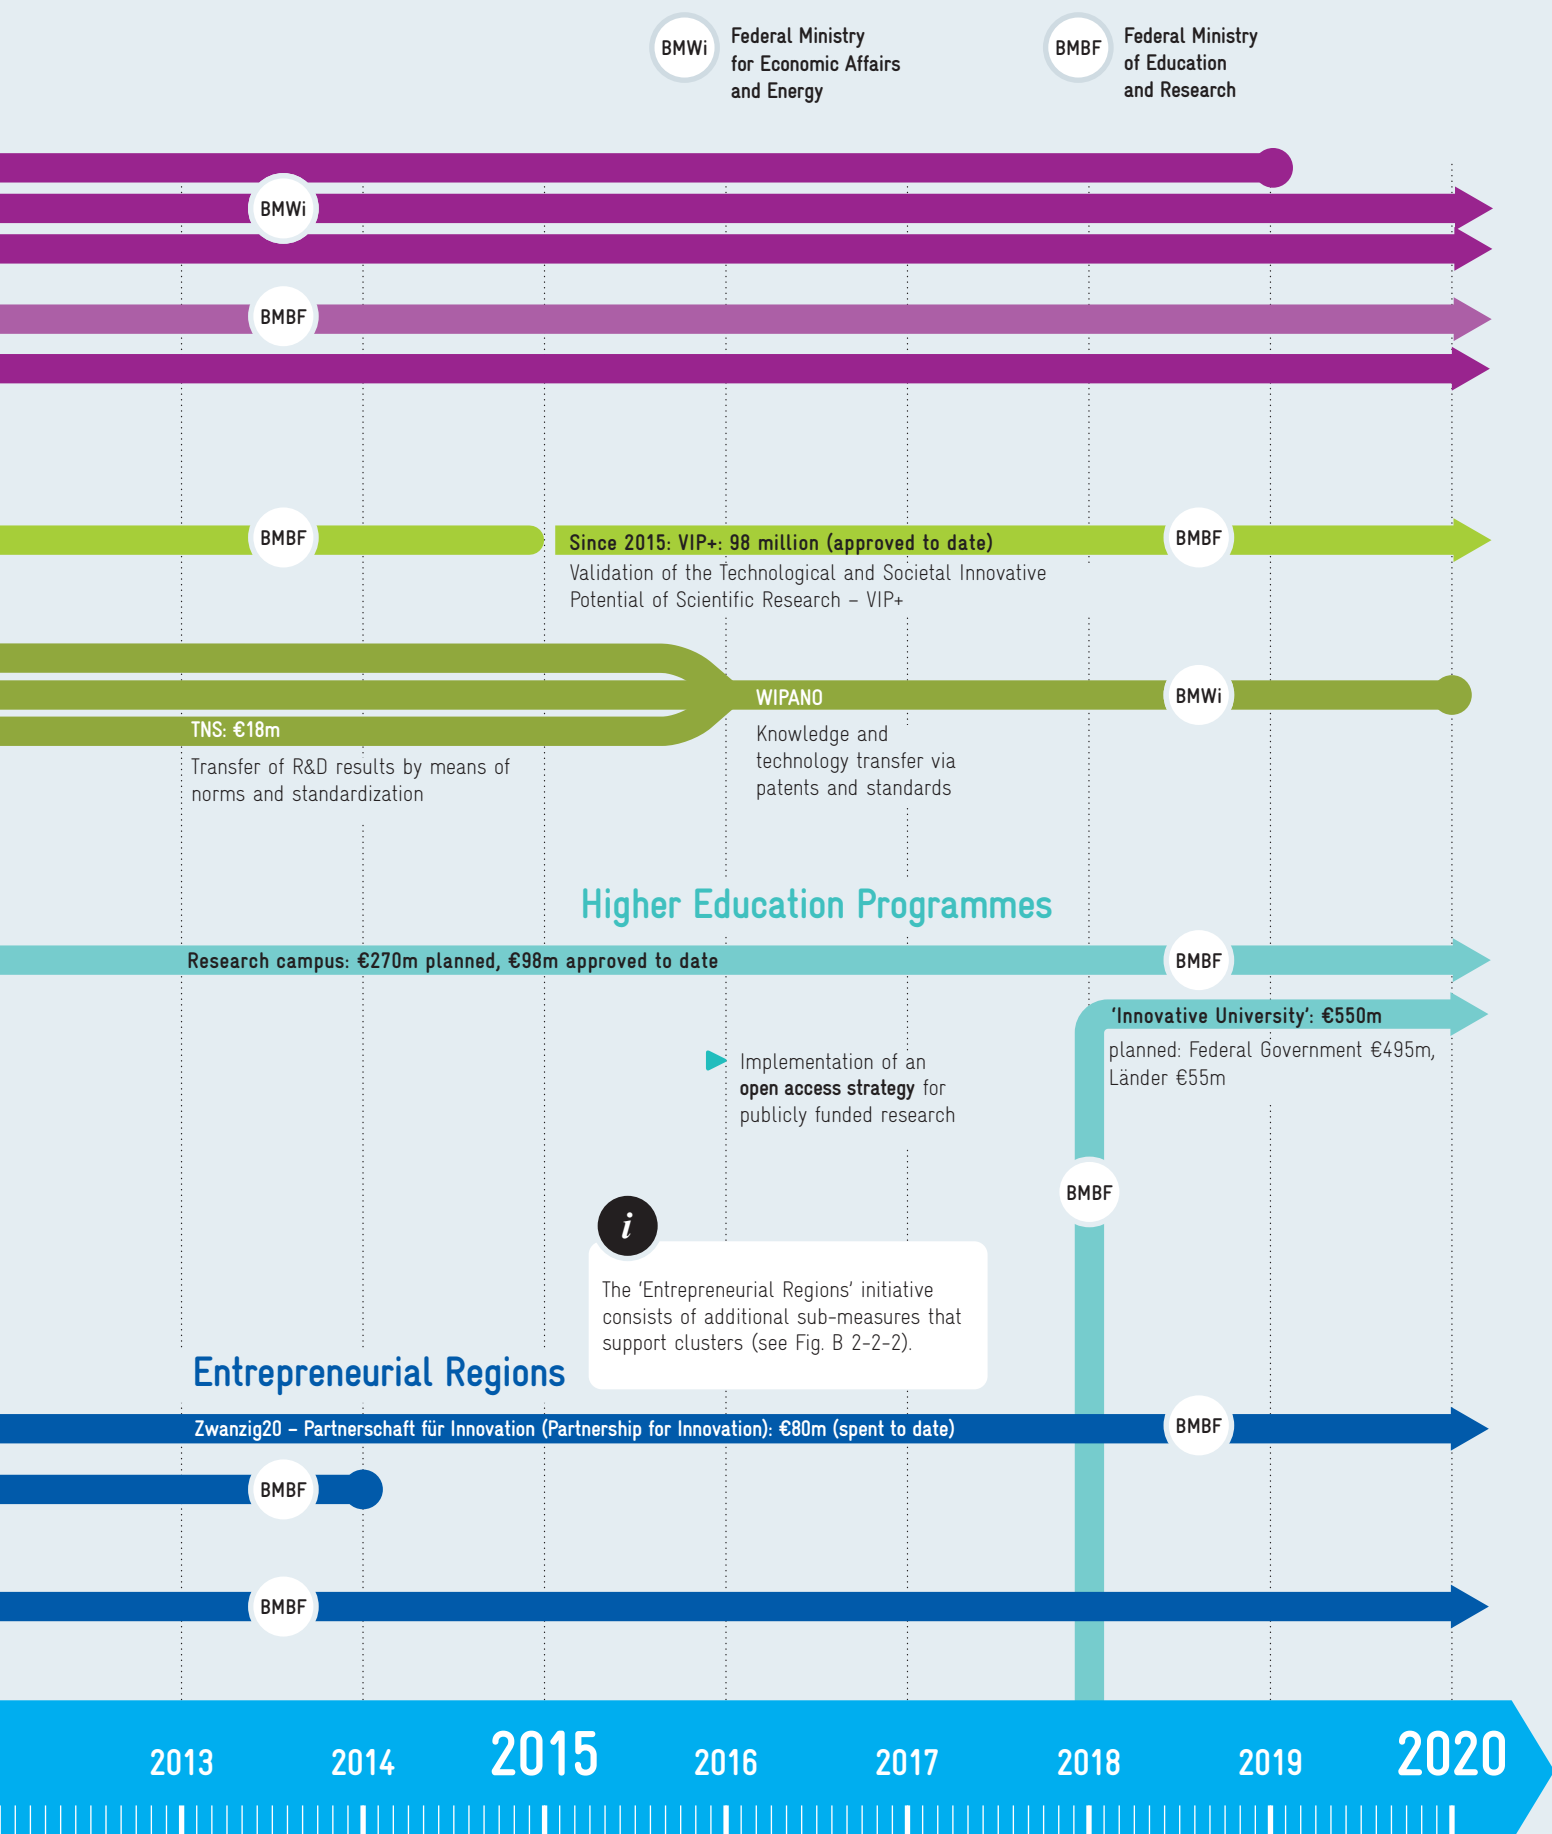 BMWi
Federal Ministry
for Economic Affairs
and Energy
BMBF
Federal Ministry
of Education
and Research
BMWi
BMBF
BMBF
Since 2015: VIP+: 98 million (approved to date)
BMBF
Validation of the Technological and Societal Innovative
Potential of Scientific Research – VIP+
WIPANO
BMWi
TNS: €18m
Knowledge and
technology transfer via
patents and standards
Transfer of R&D results by means of
norms and standardization
Higher Education Programmes
Research campus: €270m planned, €98m approved to date
BMBF
‘Innovative University’: €550m
planned: Federal Government €495m,
Länder €55m
Implementation of an
open access strategy for
publicly funded research
BMBF
i
The ‘Entrepreneurial Regions’ initiative
consists of additional sub-measures that
support clusters (see Fig. B 2-2-2).
Entrepreneurial Regions
Zwanzig20 – Partnerschaft für Innovation (Partnership for Innovation): €80m (spent to date)
BMBF
BMBF
BMBF
2013
2014
2015
2016
2017
2018
2019
2020